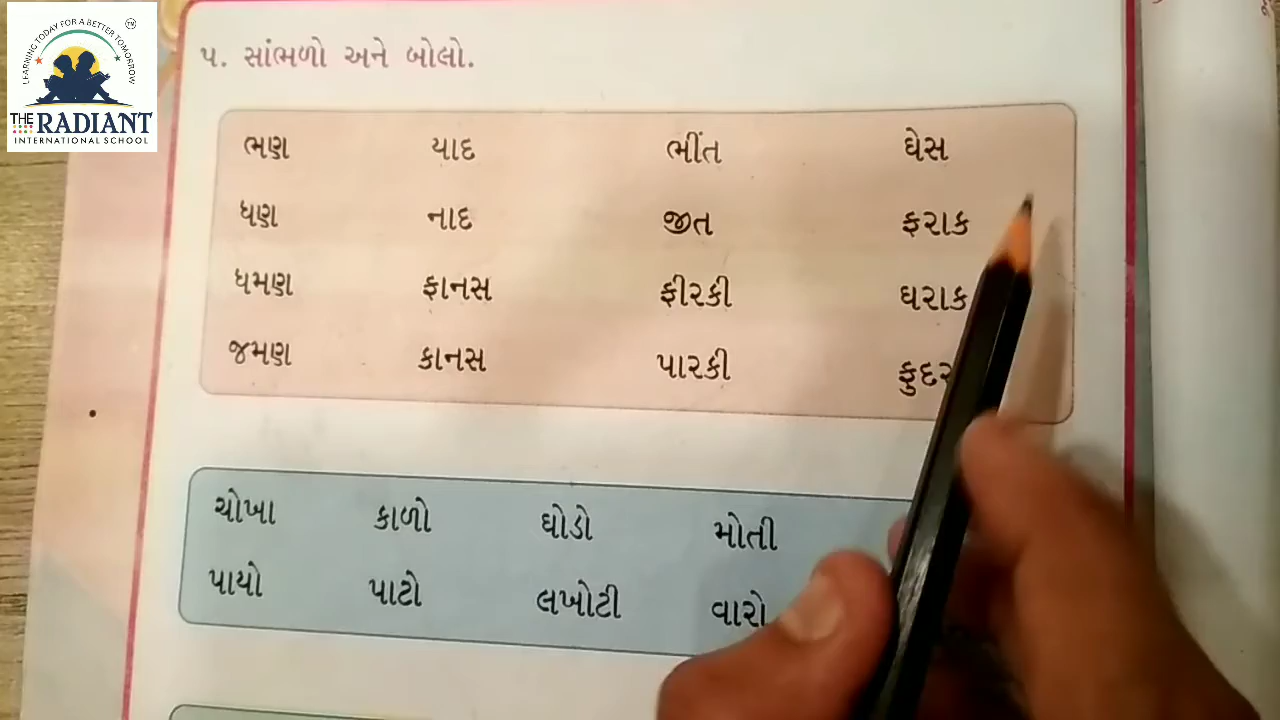 LEARNING TODAY FOR A BETTER TOMORROW
THE RADIANT
INTERNATIONAL SCHOOL
૫. સાંભળો અને બોલો.
ભણ યાદ ભીંત ઘેસ
ધણ નાદ જીત ફરાક
ધમણ ફાનસ ફીરકી ઘરાક
જમણ કાનસ પારકી
ચોખા કાળો ઘોડો મોતી
પાયો પાટો લખોટી વારો